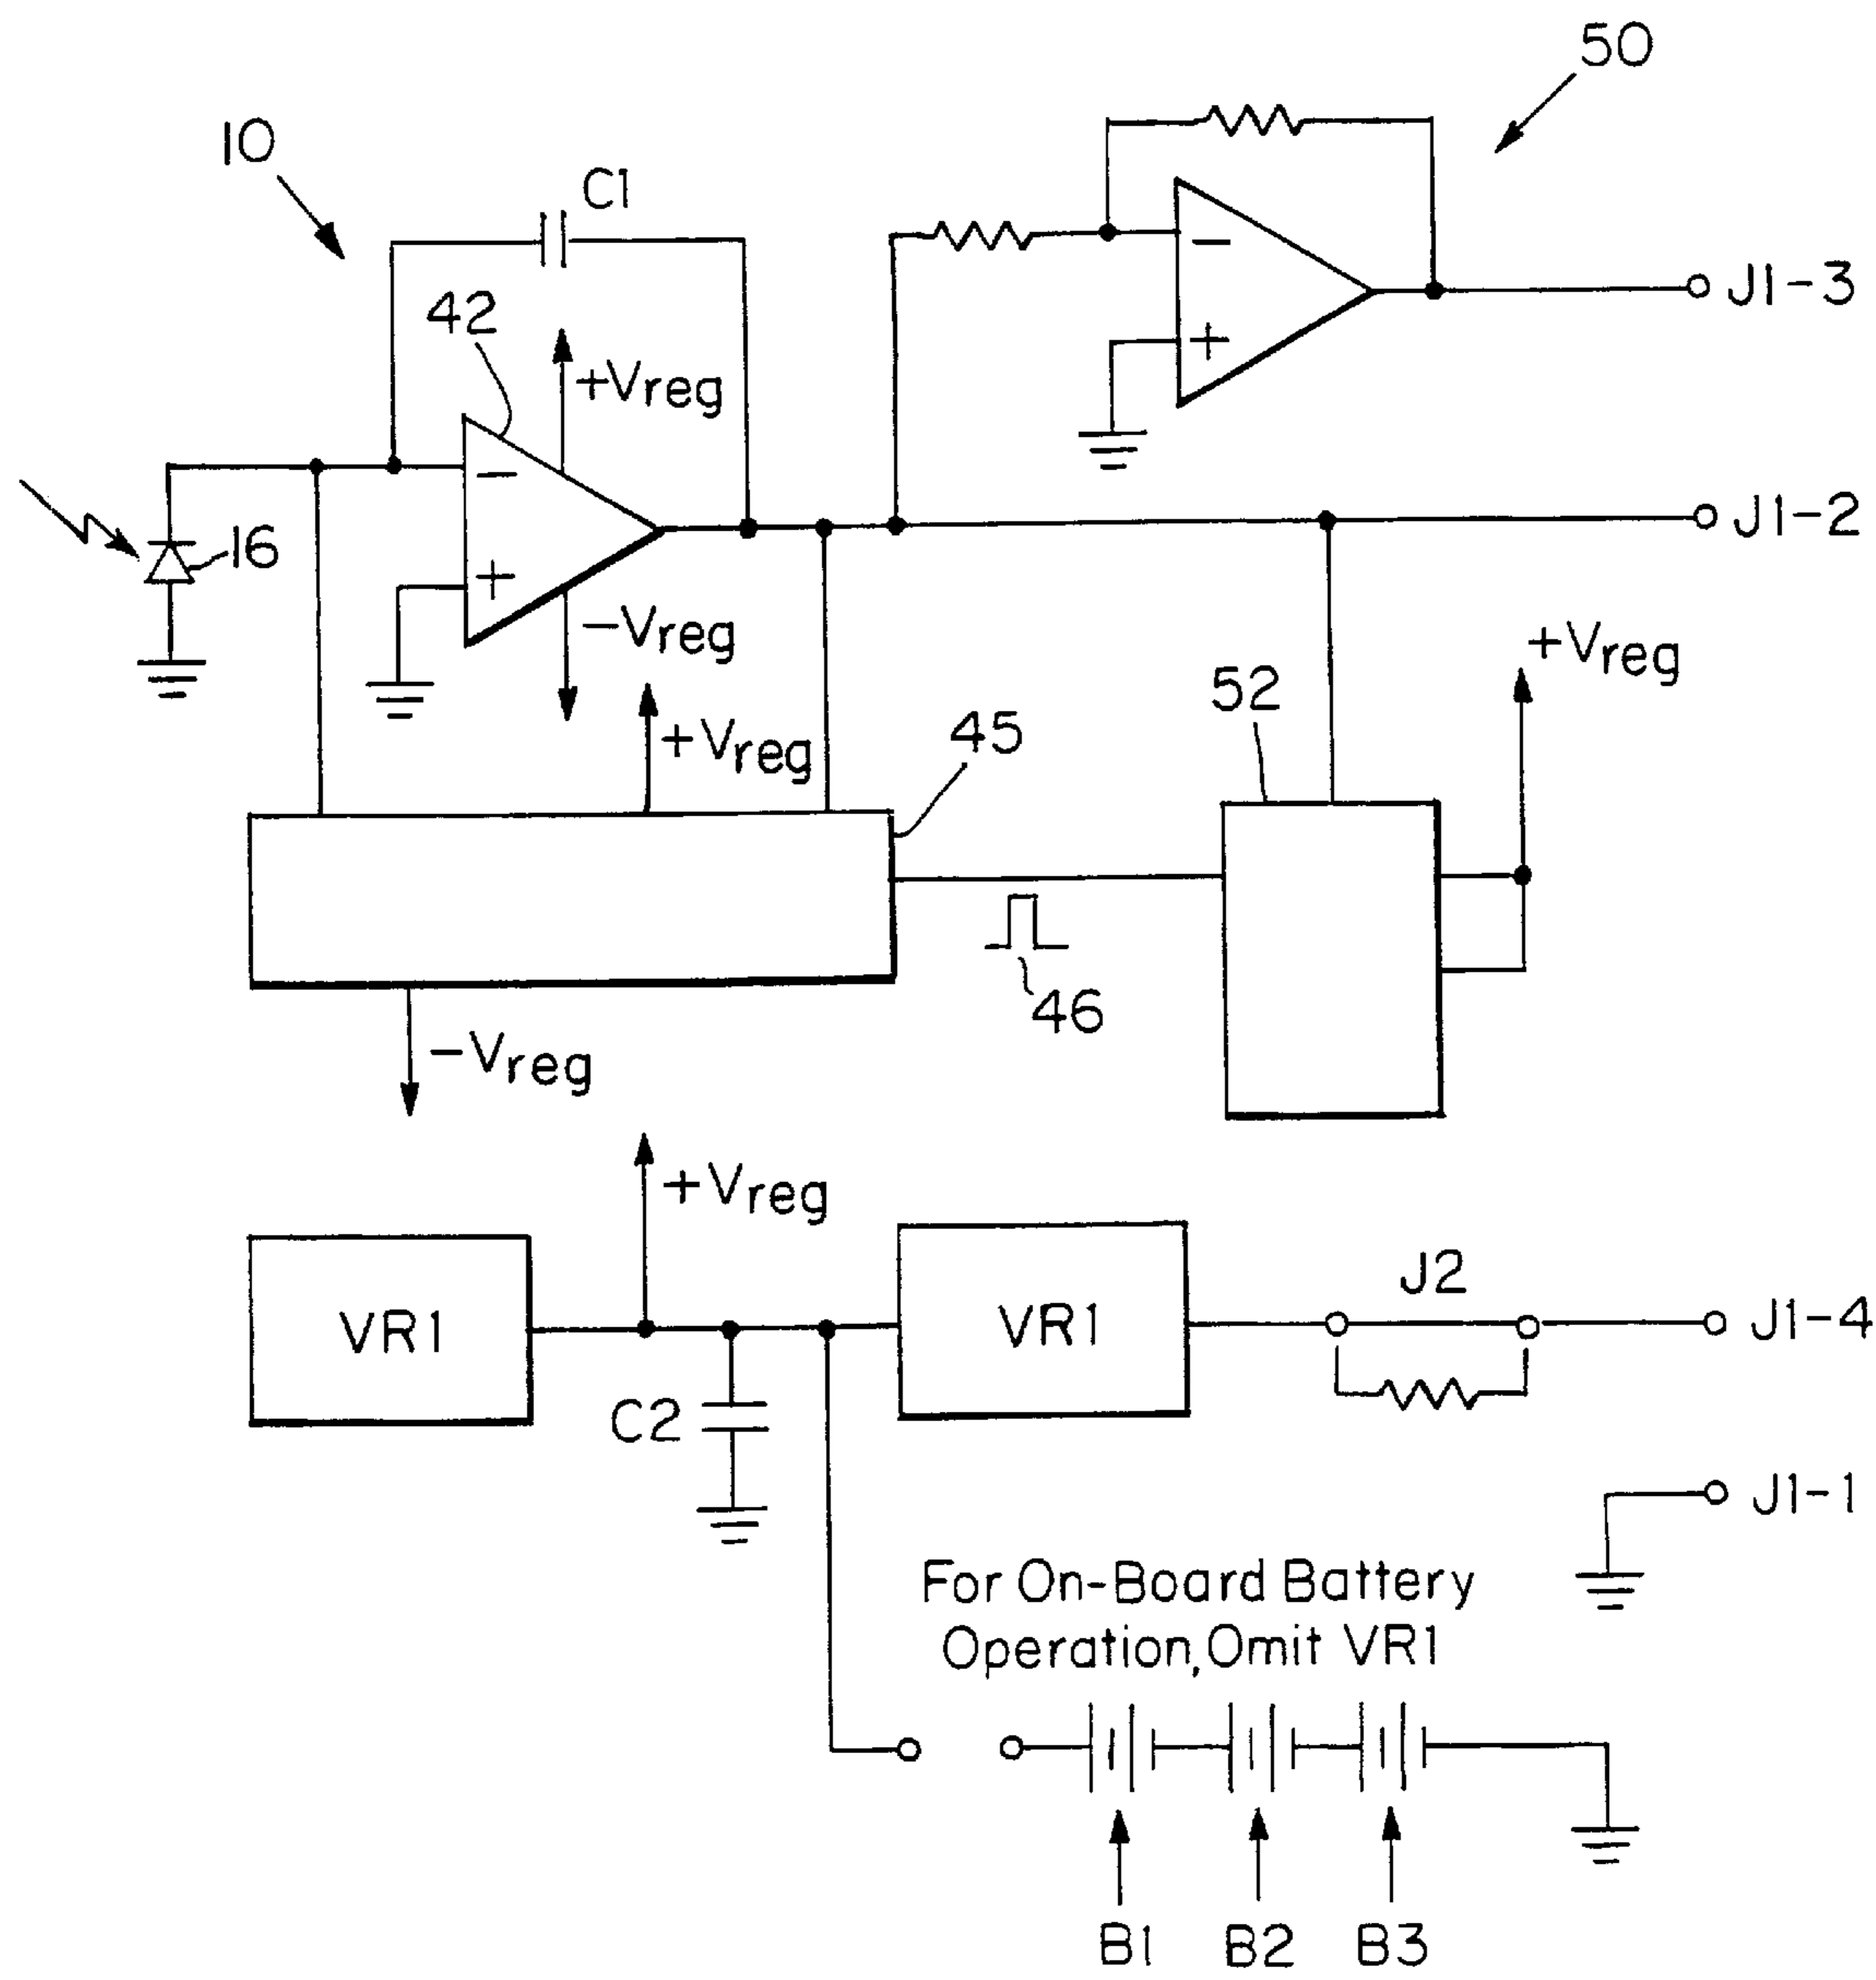 50
10
C1
42
+Vreg
−
+
J1-3
−
+
J1-2
16
−Vreg
+Vreg
52
+Vreg
45
46
−Vreg
+Vreg
VR1
VR1
J2
J1-4
C2
J1-1
For On-Board Battery
Operation, Omit VR1
B1 B2 B3